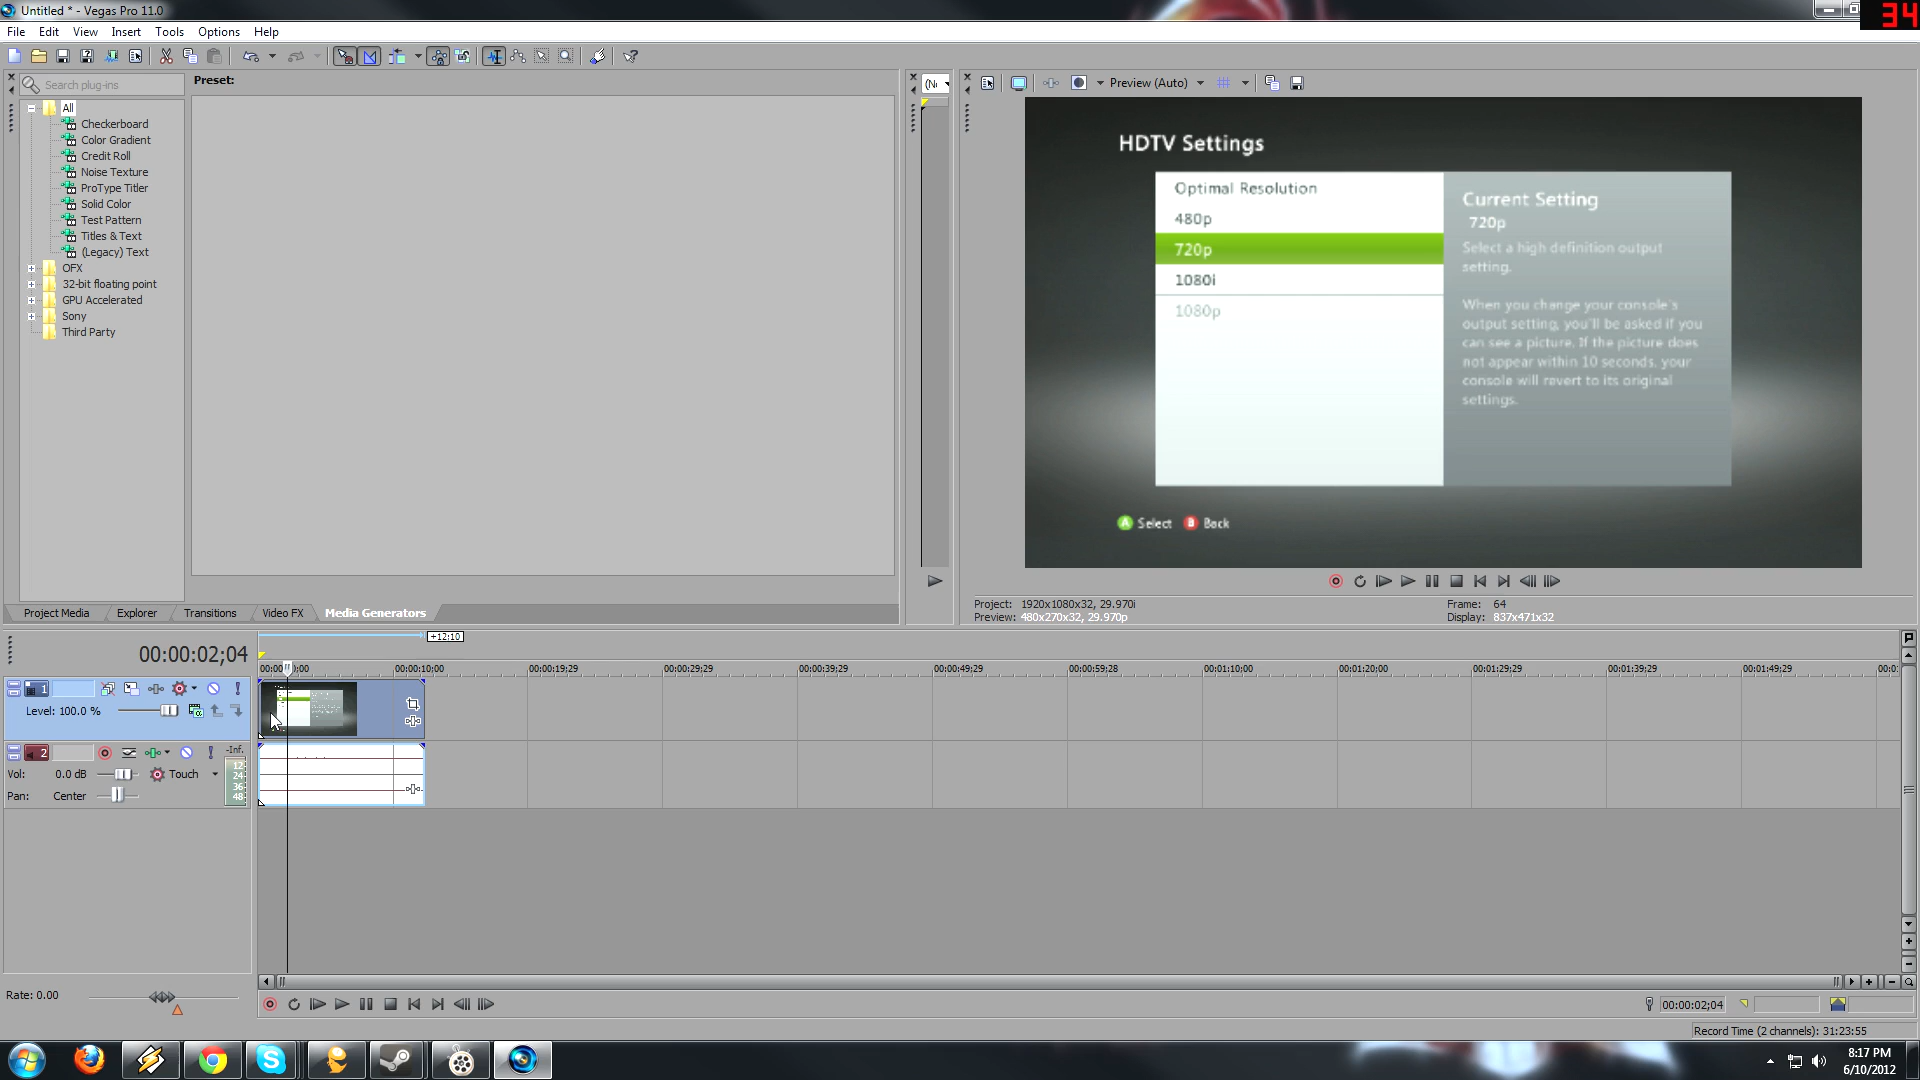 Untitled * - Vegas Pro 11.0
34
File Edit View Insert Tools Options Help
Search plug-ins
Preset:
Preview (Auto)
All
Checkerboard
Color Gradient
Credit Roll
Noise Texture
ProType Titler
Solid Color
Test Pattern
Titles & Text
(Legacy) Text
OFX
32-bit floating point
GPU Accelerated
Sony
Third Party
HDTV Settings
Optimal Resolution
480p
720p
1080i
1080p
Current Setting
720p
Select a high definition output
setting.
When you change your console's
output setting, you'll be asked if you
can see a picture. If the picture does
not appear within 10 seconds, your
console will revert to its original
settings.
A Select B Back
Project Media Explorer Transitions Video FX Media Generators
Project: 1920x1080x32, 29.970i
Preview: 480x270x32, 29.970p
Frame: 64
Display: 837x471x32
+12:10
00:00:02;04
00:00:10;00 00:00:19;29 00:00:29;29 00:00:39;29 00:00:49;29 00:00:59;28 00:01:10;00 00:01:20;00 00:01:29;29 00:01:39;29 00:01:49;29
1
Level: 100.0 %
2
-Inf.
Vol: 0.0 dB Touch
Pan: Center
12
24
36
48
Rate: 0.00
00:00:02;04
Record Time (2 channels): 31:23:55
8:17 PM
6/10/2012